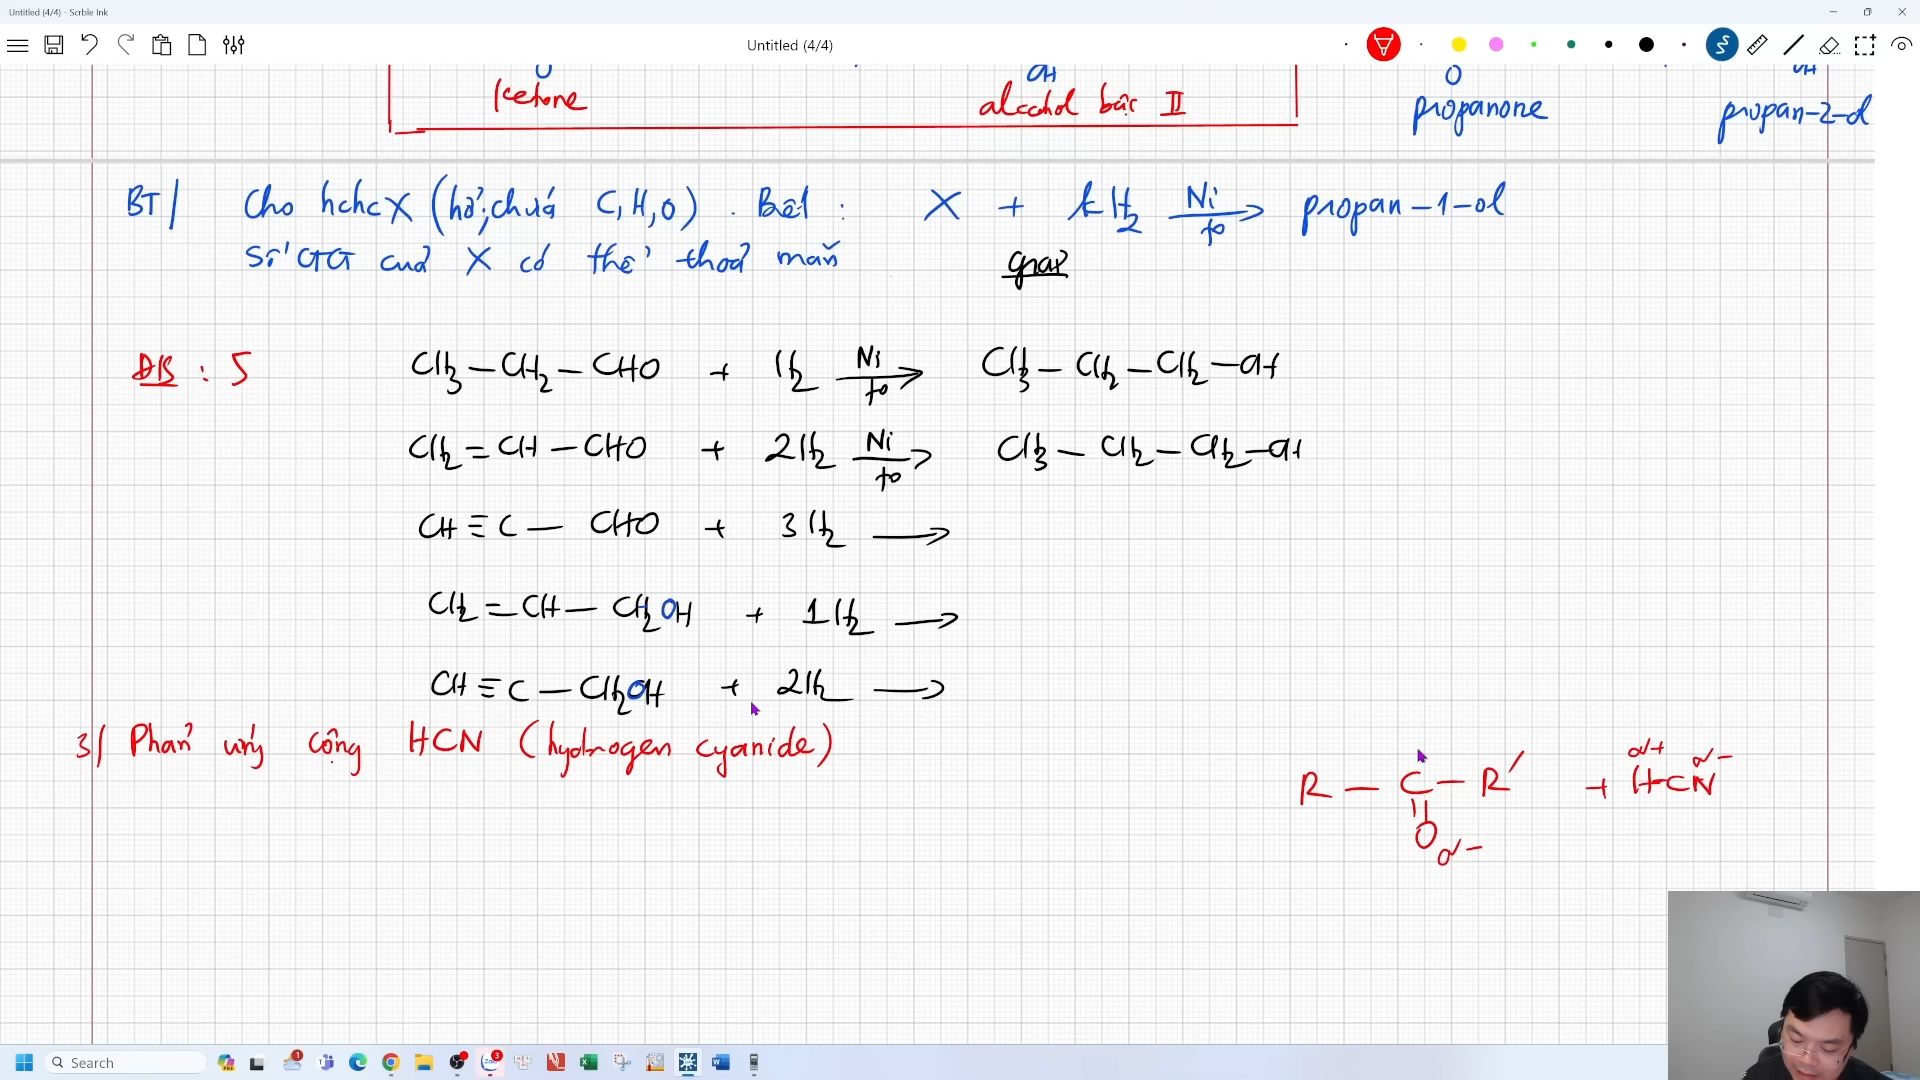 Untitled (4/4) - Scrble Ink
Untitled (4/4)
O OH O OH
ketone alcohol bậc II propanone propan-2-ol
BT/ Cho hchc X (hở, chứa C, H, O). Biết: X + kH₂ Ni t° propan-1-ol
Số CTCT của X có thể thoả mãn
ĐS : 5 CH₃-CH₂-CHO + H₂ Ni t° CH₃-CH₂-CH₂-OH
CH₂=CH-CHO + 2H₂ Ni t° CH₃-CH₂-CH₂-OH
CH≡C-CHO + 3H₂ →
CH₂=CH-CH₂OH + 1H₂ →
CH≡C-CH₂OH + 2H₂ →
3/ Phản ứng cộng HCN (hydrogen cyanide)
R-C-R' + H-CN
O
Search